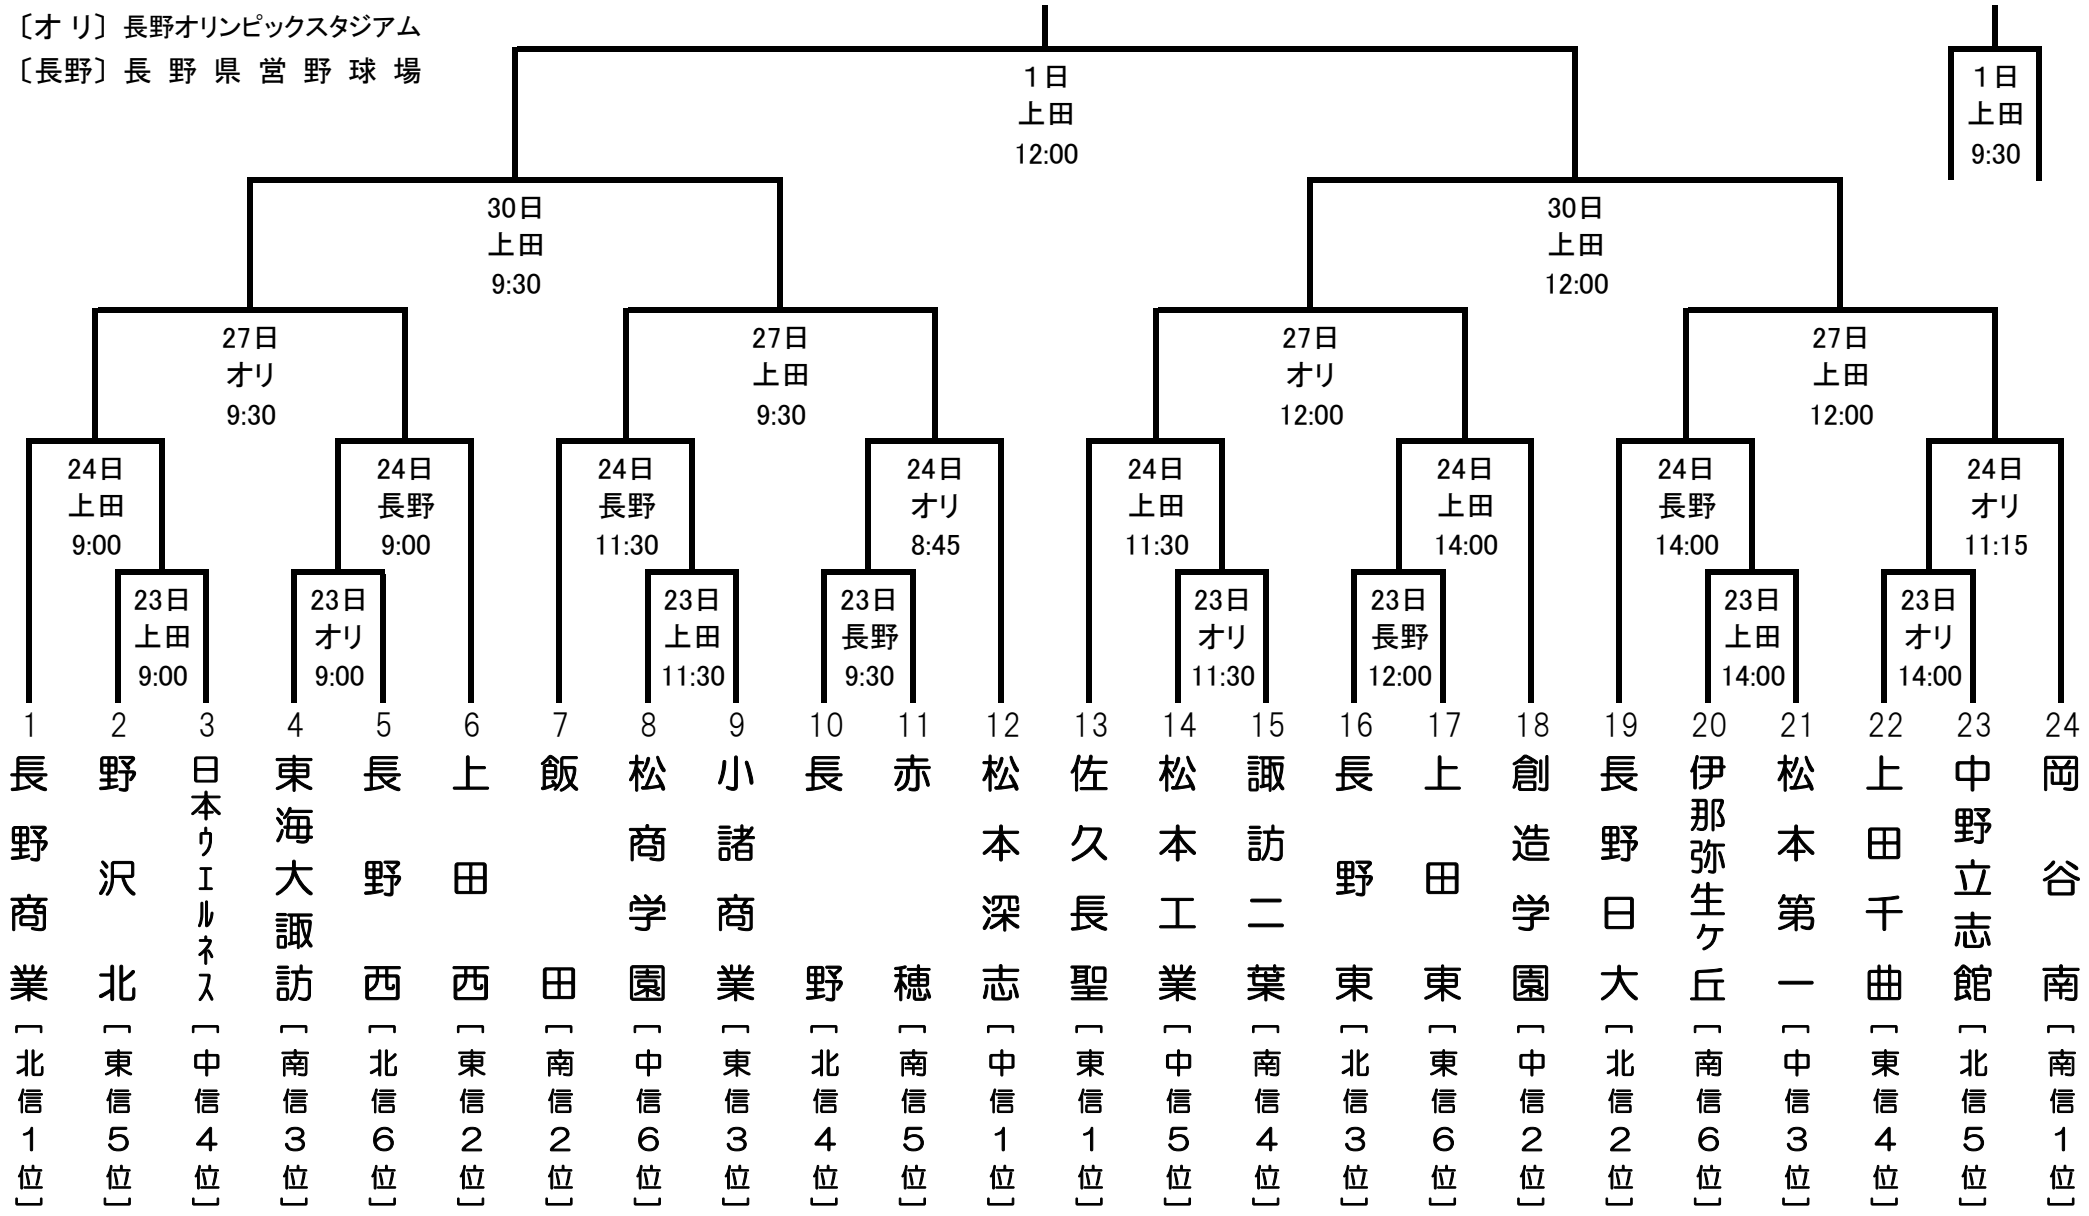 〔オ リ〕 長野オリンピックスタジアム
〔長野〕 長 野 県 営 野 球 場
1日
上田
12:00
1日
上田
9:30
30日
上田
9:30
30日
上田
12:00
27日
オリ
9:30
27日
上田
9:30
27日
オリ
12:00
27日
上田
12:00
24日
上田
9:00
24日
長野
9:00
24日
長野
11:30
24日
オリ
8:45
24日
上田
11:30
24日
上田
14:00
24日
長野
14:00
24日
オリ
11:15
23日
上田
9:00
23日
オリ
9:00
23日
上田
11:30
23日
長野
9:30
23日
オリ
11:30
23日
長野
12:00
23日
上田
14:00
23日
オリ
14:00
1
長野商業
[北信1位]
2
野沢北
[東信5位]
3
日本ウエルネス
[中信4位]
4
東海大諏訪
[南信3位]
5
長野西
[北信6位]
6
上田西
[東信2位]
7
飯田
[南信2位]
8
松商学園
[中信6位]
9
小諸商業
[東信3位]
10
長野
[北信4位]
11
赤穂
[南信5位]
12
松本深志
[中信1位]
13
佐久長聖
[東信1位]
14
松本工業
[中信5位]
15
諏訪二葉
[南信4位]
16
長野東
[北信3位]
17
上田東
[東信6位]
18
創造学園
[中信2位]
19
長野日大
[北信2位]
20
伊那弥生ケ丘
[南信6位]
21
松本第一
[中信3位]
22
上田千曲
[東信4位]
23
中野立志館
[北信5位]
24
岡谷南
[南信1位]